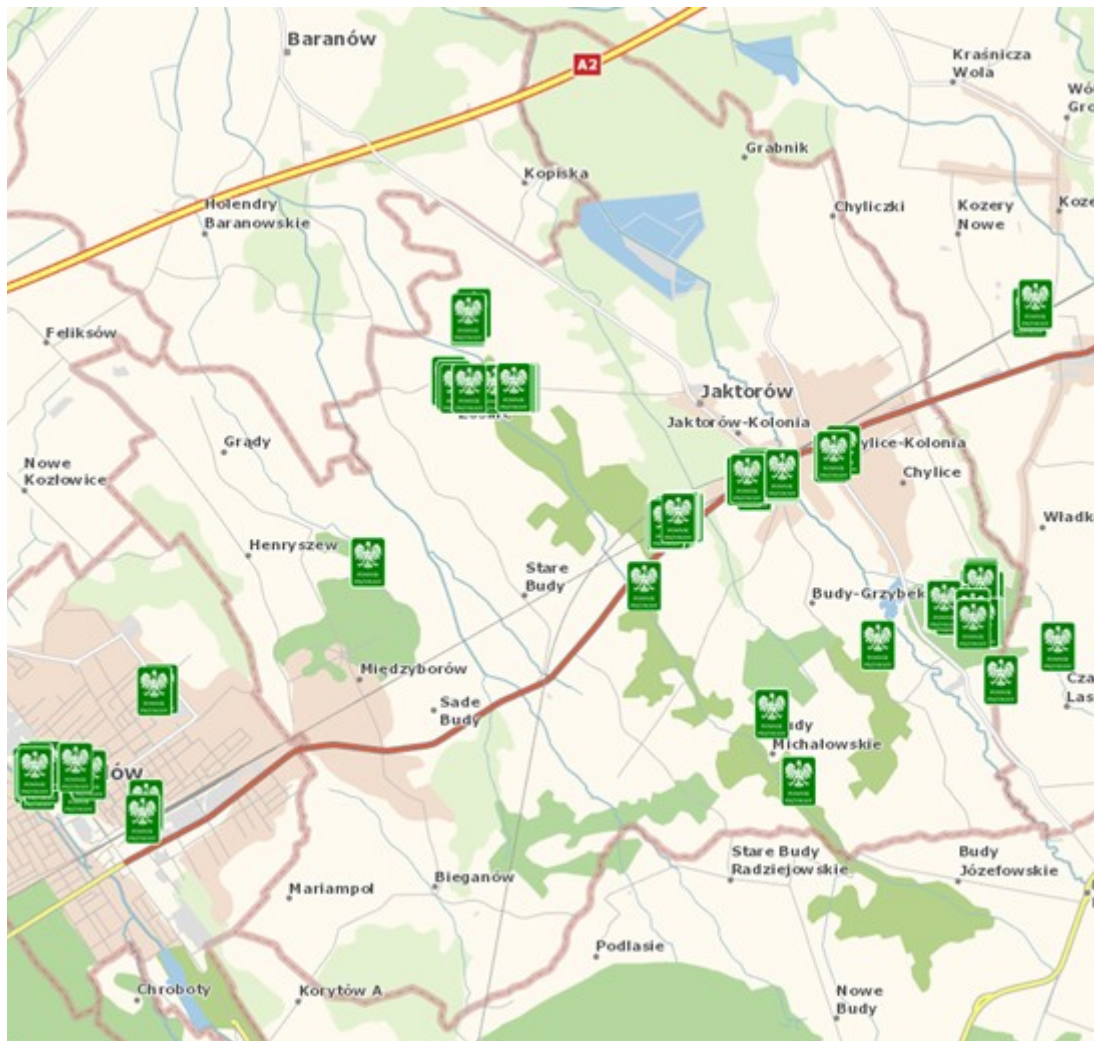 Baranów
A2
Kraśnicza
Wola
Grabnik
Kopiska
Holendry
Baranowskie
Chyliczki
Kozery
Nowe
Feliksów
Jaktorów
Jaktorów-Kolonia
Grądy
Chylice
Nowe
Kozłowice
Henryszew
Stare
Budy
Budy-Grzybek
Międzyborów
Sade
Budy
Michałowskie
Stare Budy
Radziejowskie
Budy
Józefowskie
Bieganów
Mariampol
Podlasie
Chroboty
Korytów A
Nowe
Budy
POMNIK
PRZYRODY